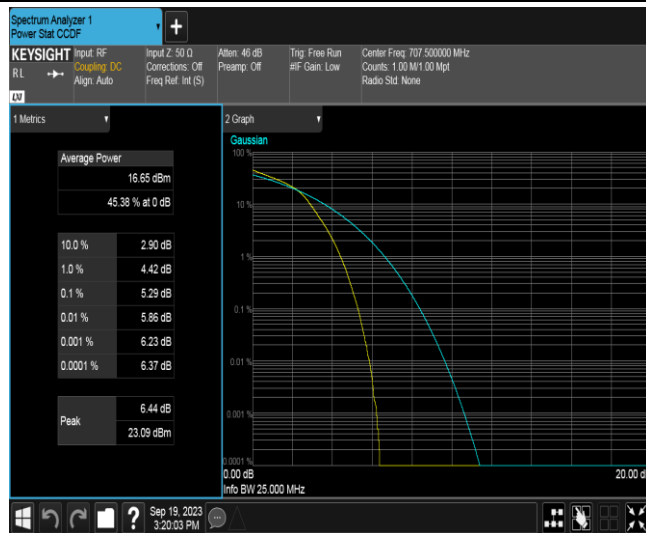 Spectrum Analyzer 1
Power Stat CCDF
+
KEYSIGHT
RL
Input: RF
Coupling: DC
Align: Auto
Input Z: 50 Ω
Corrections: Off
Freq Ref: Int (S)
Atten: 46 dB
Preamp: Off
Trig: Free Run
#IF Gain: Low
Center Freq: 707.500000 MHz
Counts: 1.00 M/1.00 Mpt
Radio Std: None
1 Metrics
Average Power
16.65 dBm
45.38 % at 0 dB
10.0 % 2.90 dB
1.0 % 4.42 dB
0.1 % 5.29 dB
0.01 % 5.86 dB
0.001 % 6.23 dB
0.0001 % 6.37 dB
Peak
6.44 dB
23.09 dBm
2 Graph
Gaussian
100 %
10 %
1 %
0.1 %
0.01 %
0.001 %
0.0001 %
0.00 dB
20.00 d
Info BW 25.000 MHz
?
Sep 19, 2023
3:20:03 PM